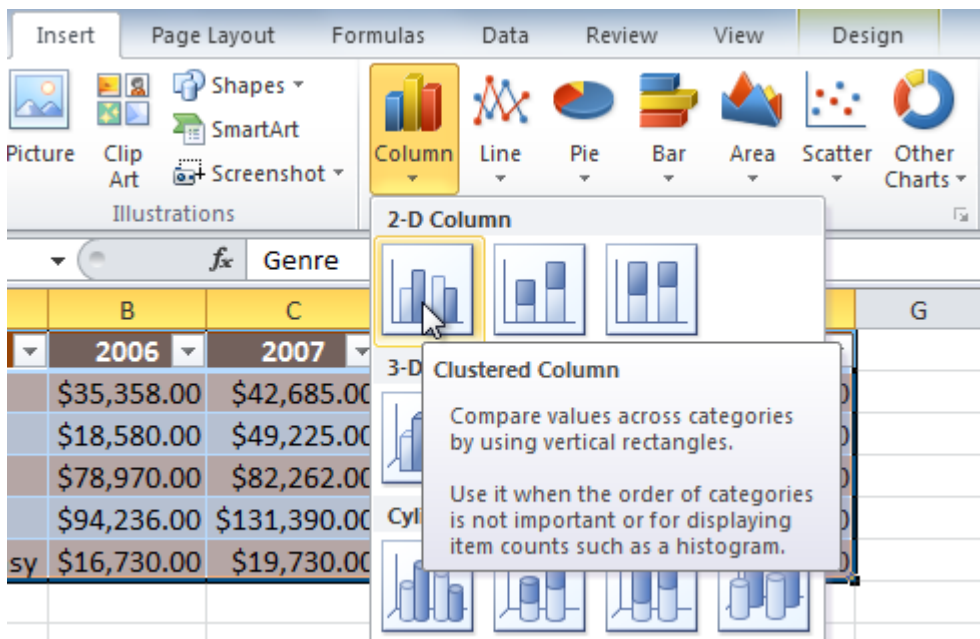 Insert Page Layout Formulas Data Review View Design
Picture
Clip Art
Shapes
SmartArt
Screenshot
Column Line Pie Bar Area Scatter Other Charts
Illustrations
2-D Column
fx Genre
B C G
2006 2007
3-D
Clustered Column
$35,358.00 $42,685.00
Compare values across categories
$18,580.00 $49,225.00
by using vertical rectangles.
$78,970.00 $82,262.00
Use it when the order of categories
$94,236.00 $131,390.00
is not important or for displaying
sy $16,730.00 $19,730.00
item counts such as a histogram.
Cyli